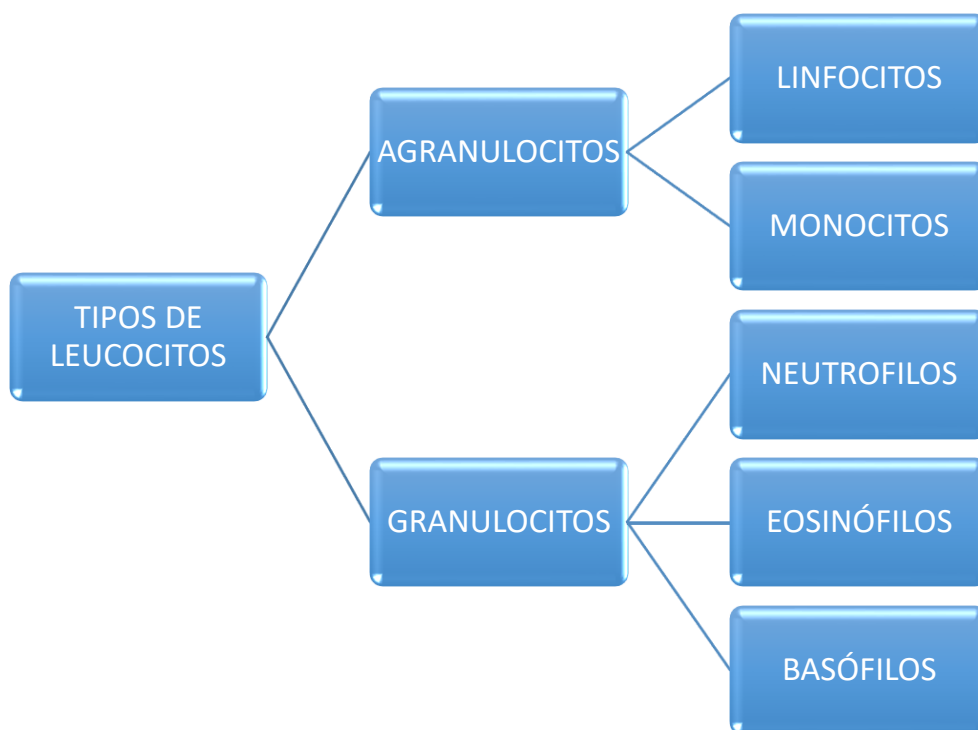 TIPOS DE
LEUCOCITOS
AGRANULOCITOS
LINFOCITOS
MONOCITOS
GRANULOCITOS
NEUTROFILOS
EOSINÓFILOS
BASÓFILOS